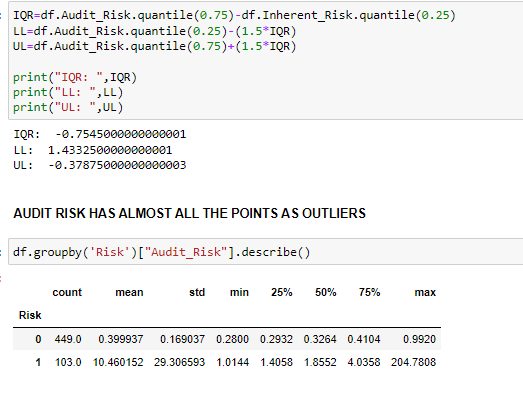 IQR=df.Audit_Risk.quantile(0.75)-df.Inherent_Risk.quantile(0.25)
LL=df.Audit_Risk.quantile(0.25)-(1.5*IQR)
UL=df.Audit_Risk.quantile(0.75)+(1.5*IQR)
print("IQR: ",IQR)
print("LL: ",LL)
print("UL: ",UL)
IQR:  -0.7545000000000001
LL:  1.4332500000000001
UL:  -0.37875000000000003
AUDIT RISK HAS ALMOST ALL THE POINTS AS OUTLIERS
df.groupby('Risk')["Audit_Risk"].describe()
count mean std min 25% 50% 75% max
Risk
0 449.0 0.399937 0.169037 0.2800 0.2932 0.3264 0.4104 0.9920
1 103.0 10.460152 29.306593 1.0144 1.4058 1.8552 4.0358 204.7808